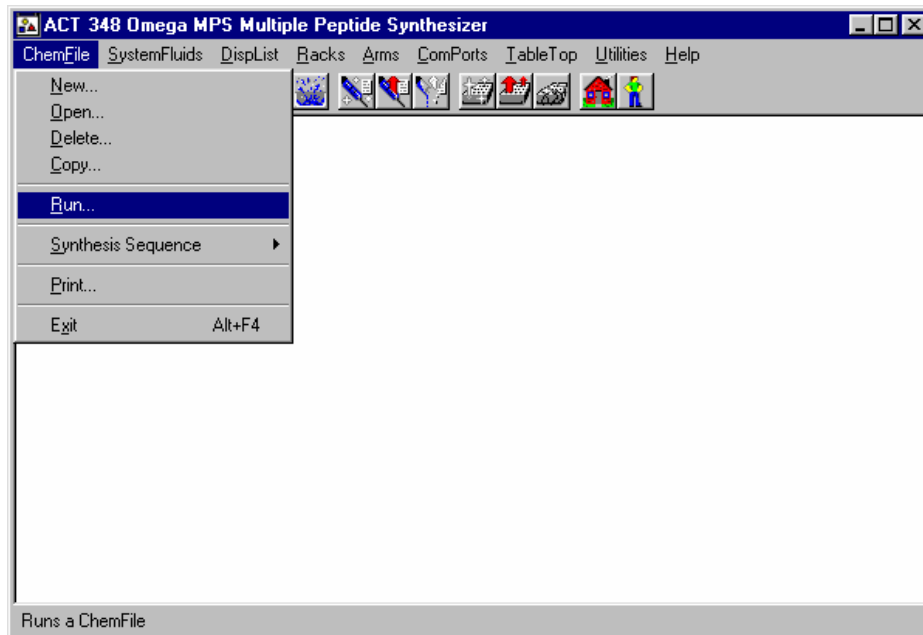 ACT 348 Omega MPS Multiple Peptide Synthesizer
ChemFile SystemFluids DispList Racks Arms ComPorts TableTop Utilities Help
New...
Open...
Delete...
Copy...
Run...
Synthesis Sequence
Print...
Exit Alt+F4
Runs a ChemFile